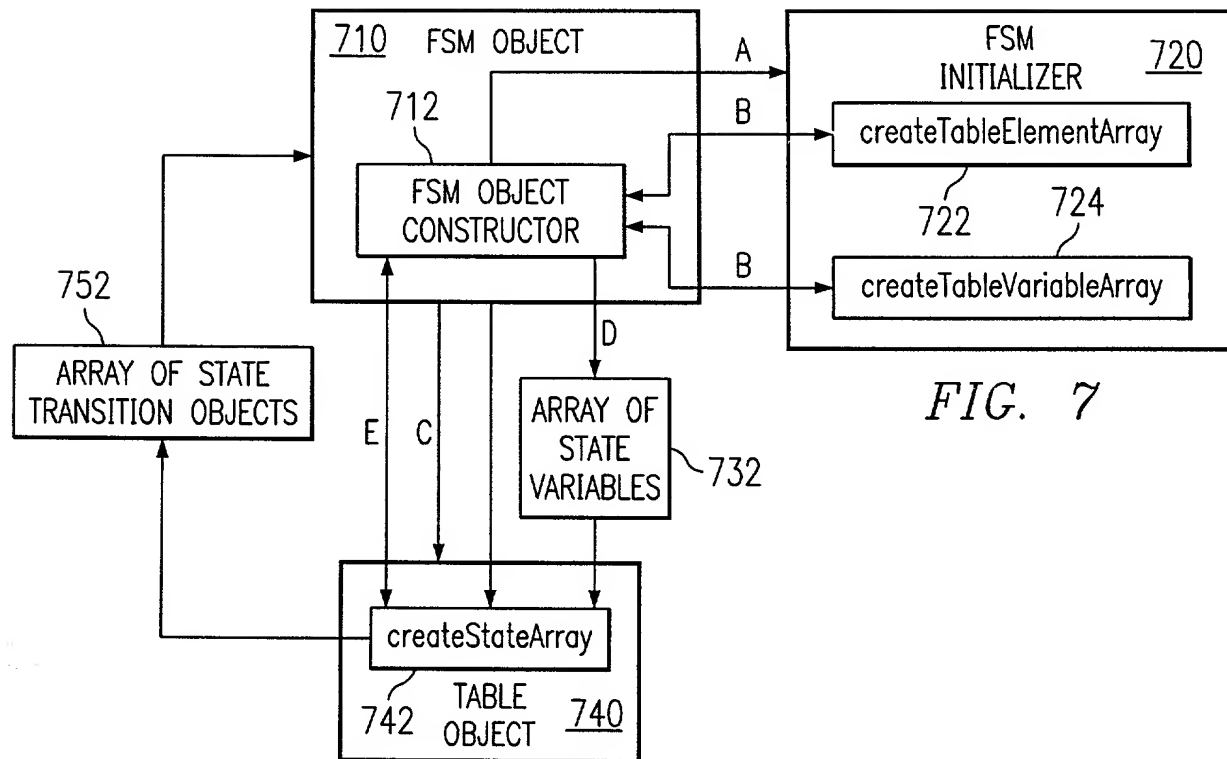 710 FSM OBJECT
A
FSM
INITIALIZER
720
712
B
createTableElementArray
FSM OBJECT
CONSTRUCTOR
722
724
B
createTableVariableArray
752
ARRAY OF STATE
TRANSITION OBJECTS
D
E
C
ARRAY OF
STATE
VARIABLES
732
FIG. 7
createStateArray
742
TABLE
OBJECT
740